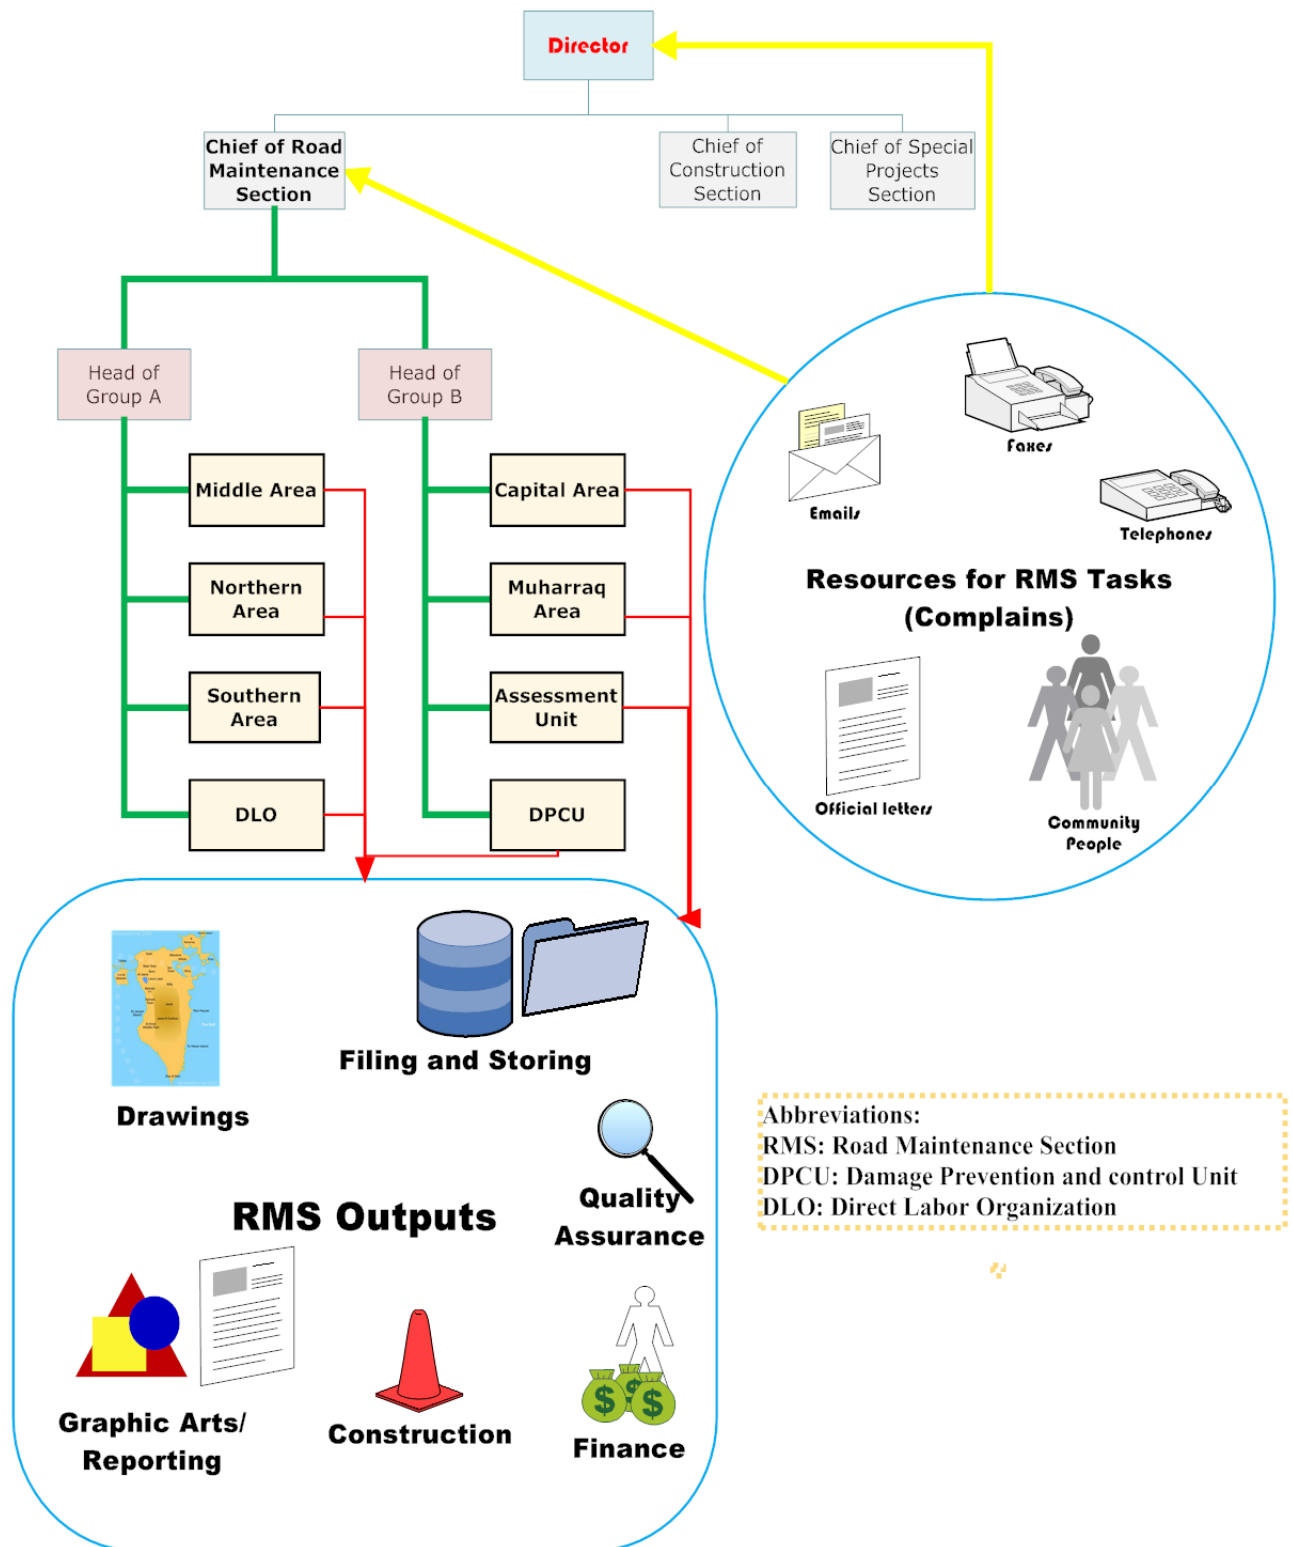 Director
Chief of Road
Maintenance
Section
Chief of
Construction
Section
Chief of Special
Projects
Section
Head of
Group A
Head of
Group B
Middle Area
Northern
Area
Southern
Area
DLO
Capital Area
Muharraq
Area
Assessment
Unit
DPCU
Faxes
Emails
Telephones
Resources for RMS Tasks
(Complains)
Official letters
Community
People
Drawings
Filing and Storing
Quality
Assurance
RMS Outputs
Graphic Arts/
Reporting
Construction
$ $ $
Finance
Abbreviations:
RMS: Road Maintenance Section
DPCU: Damage Prevention and control Unit
DLO: Direct Labor Organization